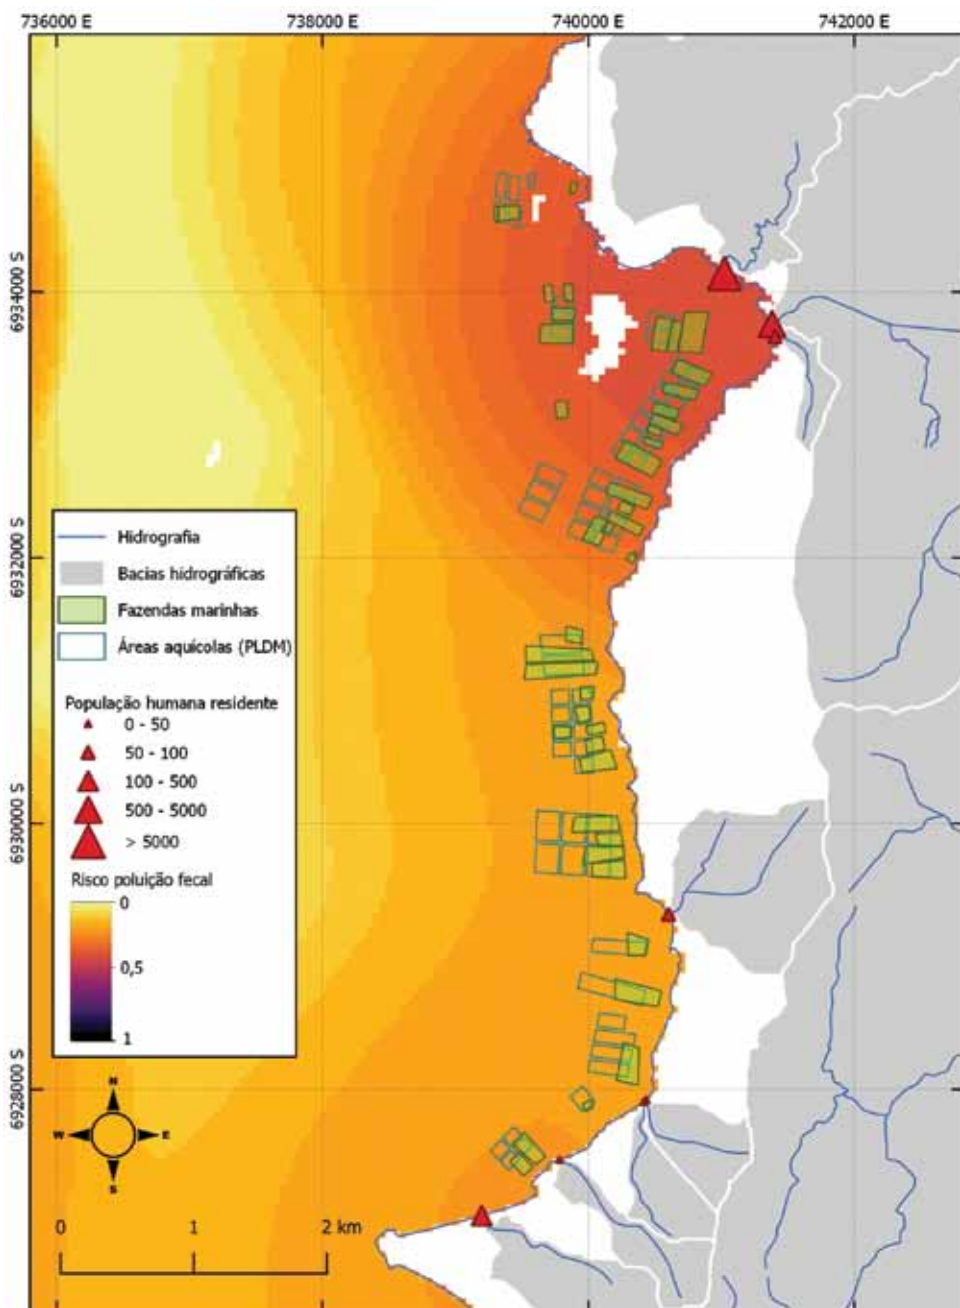 736000 E
738000 E
740000 E
742000 E
6934000 S
6932000 S
6930000 S
6928000 S
Hidrografia
Bacias hidrográficas
Fazendas marinhas
Áreas aquícolas (PLDM)
População humana residente
0 - 50
50 - 100
100 - 500
500 - 5000
> 5000
Risco poluição fecal
0
0,5
1
N
W
E
S
0
1
2 km